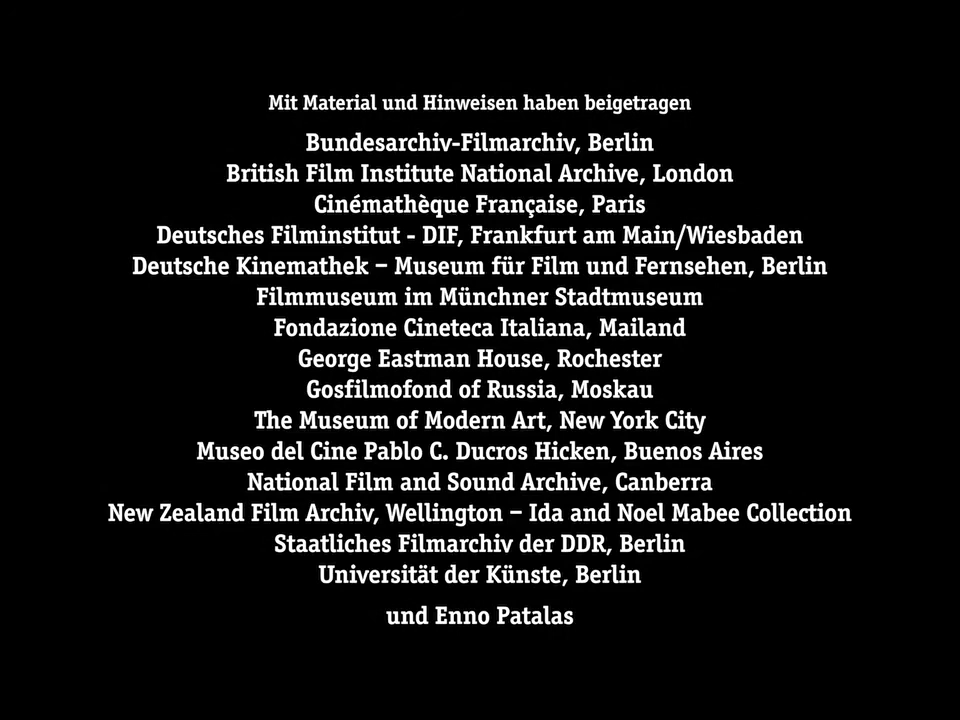 Mit Material und Hinweisen haben beigetragen
Bundesarchiv-Filmarchiv, Berlin
British Film Institute National Archive, London
Cinémathèque Française, Paris
Deutsches Filminstitut - DIF, Frankfurt am Main/Wiesbaden
Deutsche Kinemathek – Museum für Film und Fernsehen, Berlin
Filmmuseum im Münchner Stadtmuseum
Fondazione Cineteca Italiana, Mailand
George Eastman House, Rochester
Gosfilmofond of Russia, Moskau
The Museum of Modern Art, New York City
Museo del Cine Pablo C. Ducros Hicken, Buenos Aires
National Film and Sound Archive, Canberra
New Zealand Film Archiv, Wellington – Ida and Noel Mabee Collection
Staatliches Filmarchiv der DDR, Berlin
Universität der Künste, Berlin
und Enno Patalas